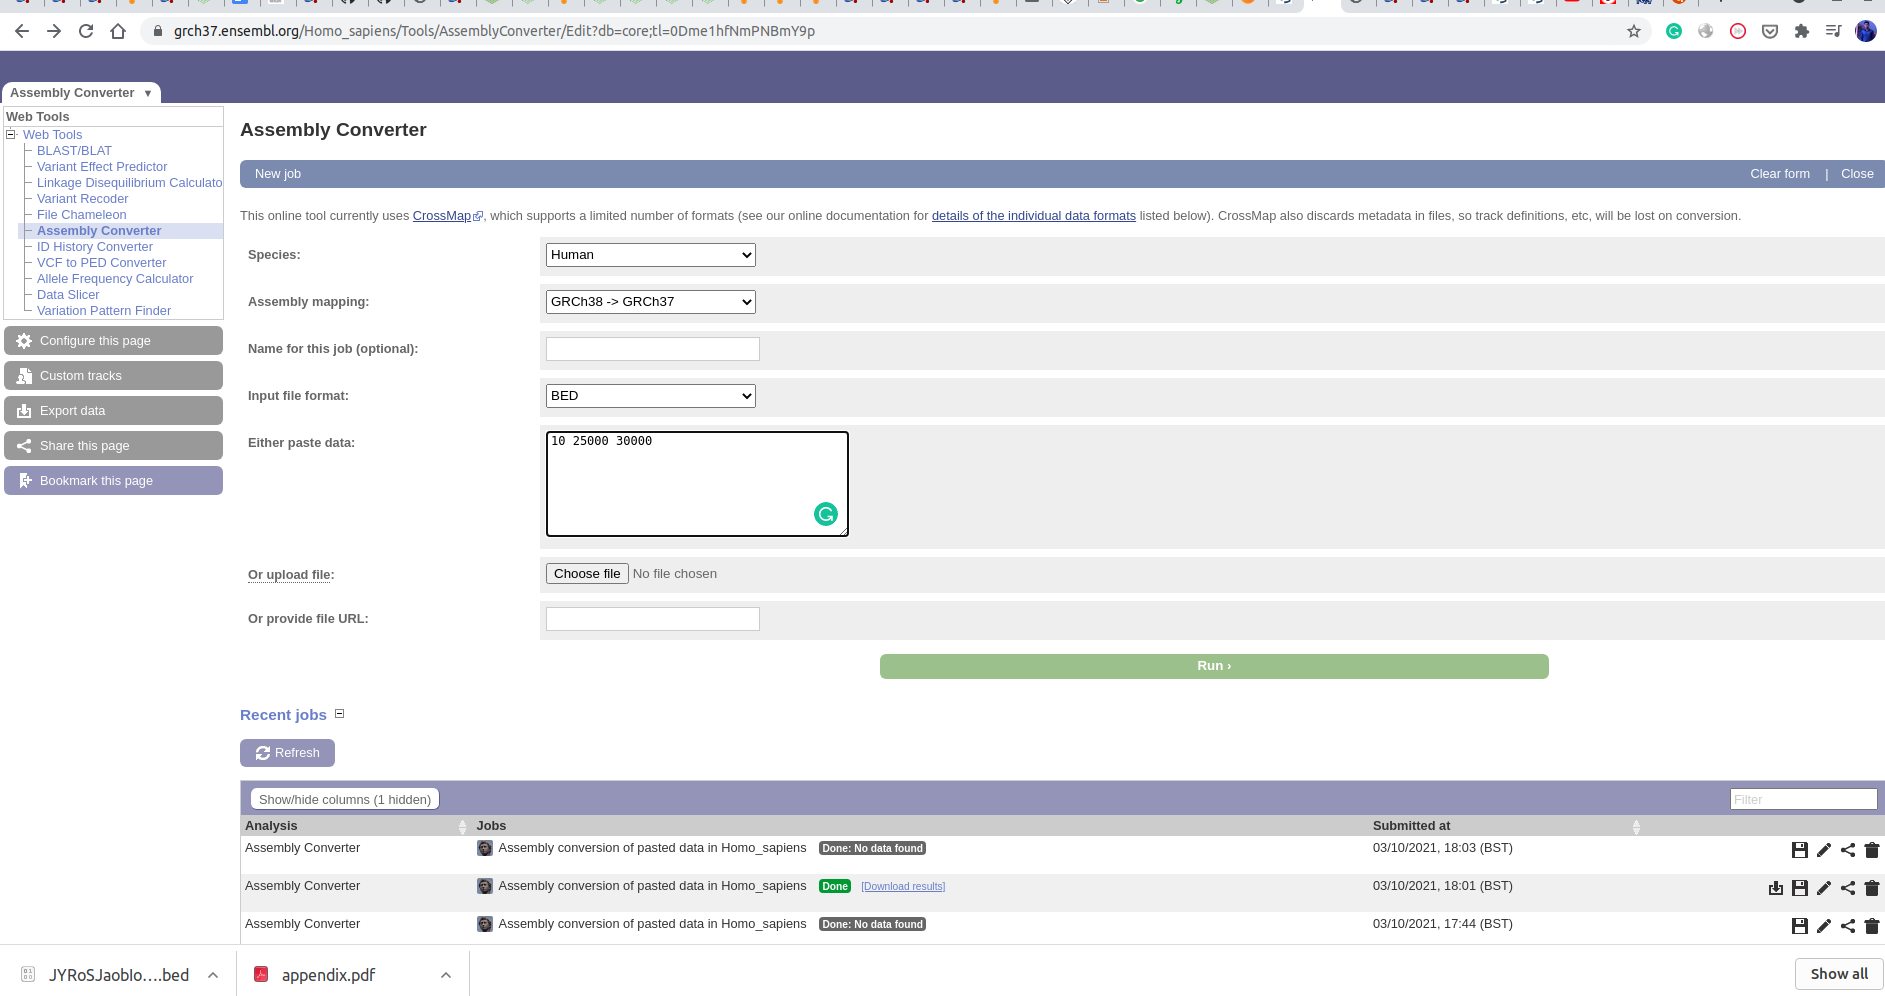 grch37.ensembl.org/Homo_sapiens/Tools/AssemblyConverter/Edit?db=core;tl=0Dme1hfNmPNBmY9p
Assembly Converter ▼
Web Tools
Web Tools
BLAST/BLAT
Variant Effect Predictor
Linkage Disequilibrium Calculato
Variant Recoder
File Chameleon
Assembly Converter
ID History Converter
VCF to PED Converter
Allele Frequency Calculator
Data Slicer
Variation Pattern Finder
Configure this page
Custom tracks
Export data
Share this page
Bookmark this page
Assembly Converter
New job Clear form | Close
This online tool currently uses CrossMap, which supports a limited number of formats (see our online documentation for details of the individual data formats listed below). CrossMap also discards metadata in files, so track definitions, etc, will be lost on conversion.
Species: Human
Assembly mapping: GRCh38 -> GRCh37
Name for this job (optional):
Input file format: BED
Either paste data: 10 25000 30000
Or upload file: Choose file No file chosen
Or provide file URL:
Run ›
Recent jobs
Refresh
Show/hide columns (1 hidden) Filter
Analysis Jobs Submitted at
Assembly Converter Assembly conversion of pasted data in Homo_sapiens Done: No data found 03/10/2021, 18:03 (BST)
Assembly Converter Assembly conversion of pasted data in Homo_sapiens Done [Download results] 03/10/2021, 18:01 (BST)
Assembly Converter Assembly conversion of pasted data in Homo_sapiens Done: No data found 03/10/2021, 17:44 (BST)
JYRoSJaobIo....bed appendix.pdf Show all